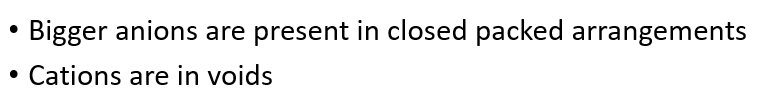 • Bigger anions are present in closed packed arrangements
• Cations are in voids